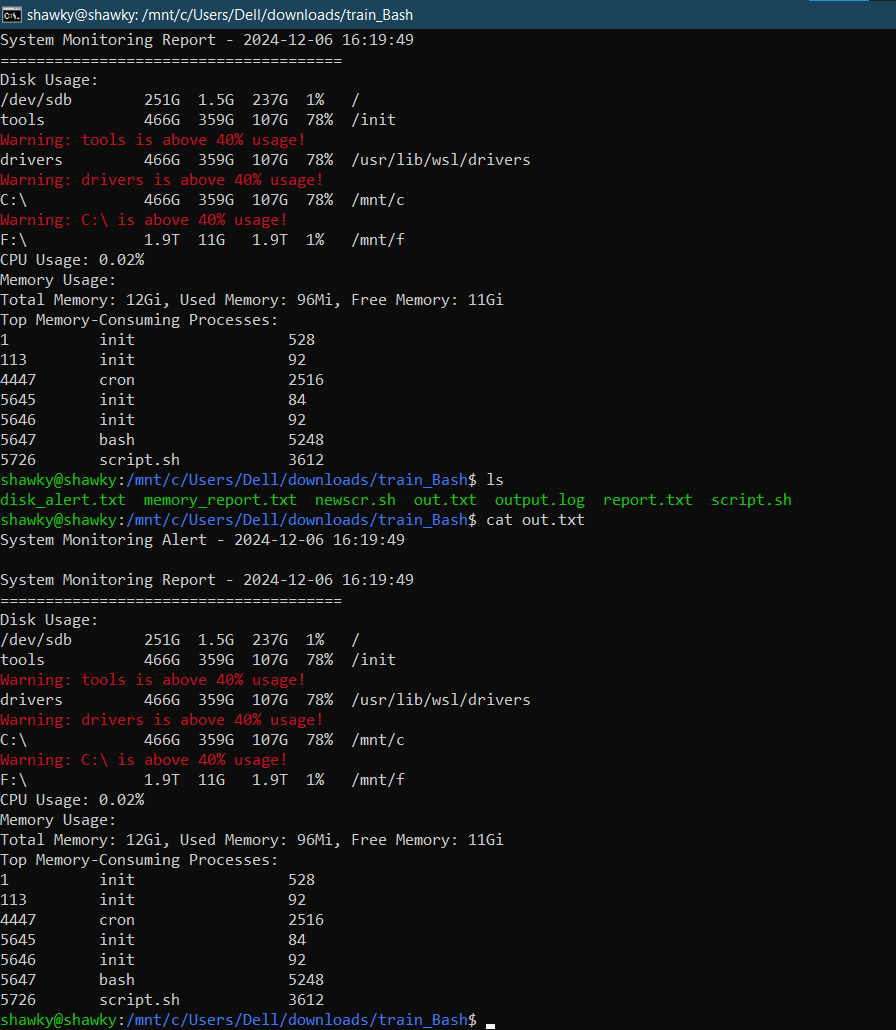 shawky@shawky: /mnt/c/Users/Dell/downloads/train_Bash
System Monitoring Report - 2024-12-06 16:19:49
======================================
Disk Usage:
/dev/sdb        251G  1.5G  237G  1%   /
tools           466G  359G  107G  78%  /init
Warning: tools is above 40% usage!
drivers         466G  359G  107G  78%  /usr/lib/wsl/drivers
Warning: drivers is above 40% usage!
C:\             466G  359G  107G  78%  /mnt/c
Warning: C:\ is above 40% usage!
F:\             1.9T  11G   1.9T  1%   /mnt/f
CPU Usage: 0.02%
Memory Usage:
Total Memory: 12Gi, Used Memory: 96Mi, Free Memory: 11Gi
Top Memory-Consuming Processes:
1          init                 528
113        init                 92
4447       cron                 2516
5645       init                 84
5646       init                 92
5647       bash                 5248
5726       script.sh            3612
shawky@shawky:/mnt/c/Users/Dell/downloads/train_Bash$ ls
disk_alert.txt  memory_report.txt  newscr.sh  out.txt  output.log  report.txt  script.sh
shawky@shawky:/mnt/c/Users/Dell/downloads/train_Bash$ cat out.txt
System Monitoring Alert - 2024-12-06 16:19:49
System Monitoring Report - 2024-12-06 16:19:49
======================================
Disk Usage:
/dev/sdb        251G  1.5G  237G  1%   /
tools           466G  359G  107G  78%  /init
Warning: tools is above 40% usage!
drivers         466G  359G  107G  78%  /usr/lib/wsl/drivers
Warning: drivers is above 40% usage!
C:\             466G  359G  107G  78%  /mnt/c
Warning: C:\ is above 40% usage!
F:\             1.9T  11G   1.9T  1%   /mnt/f
CPU Usage: 0.02%
Memory Usage:
Total Memory: 12Gi, Used Memory: 96Mi, Free Memory: 11Gi
Top Memory-Consuming Processes:
1          init                 528
113        init                 92
4447       cron                 2516
5645       init                 84
5646       init                 92
5647       bash                 5248
5726       script.sh            3612
shawky@shawky:/mnt/c/Users/Dell/downloads/train_Bash$